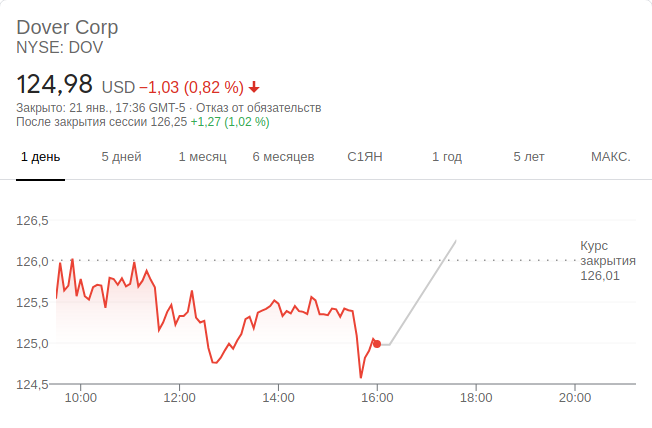 Dover Corp
NYSE: DOV
124,98 USD −1,03 (0,82 %)
Закрыто: 21 янв., 17:36 GMT-5 · Отказ от обязательств
После закрытия сессии 126,25 +1,27 (1,02 %)
1 день 5 дней 1 месяц 6 месяцев С1ЯН 1 год 5 лет МАКС.
126,5
Курс
126,0 закрытия
126,01
125,5
125,0
124,5
10:00 12:00 14:00 16:00 18:00 20:00